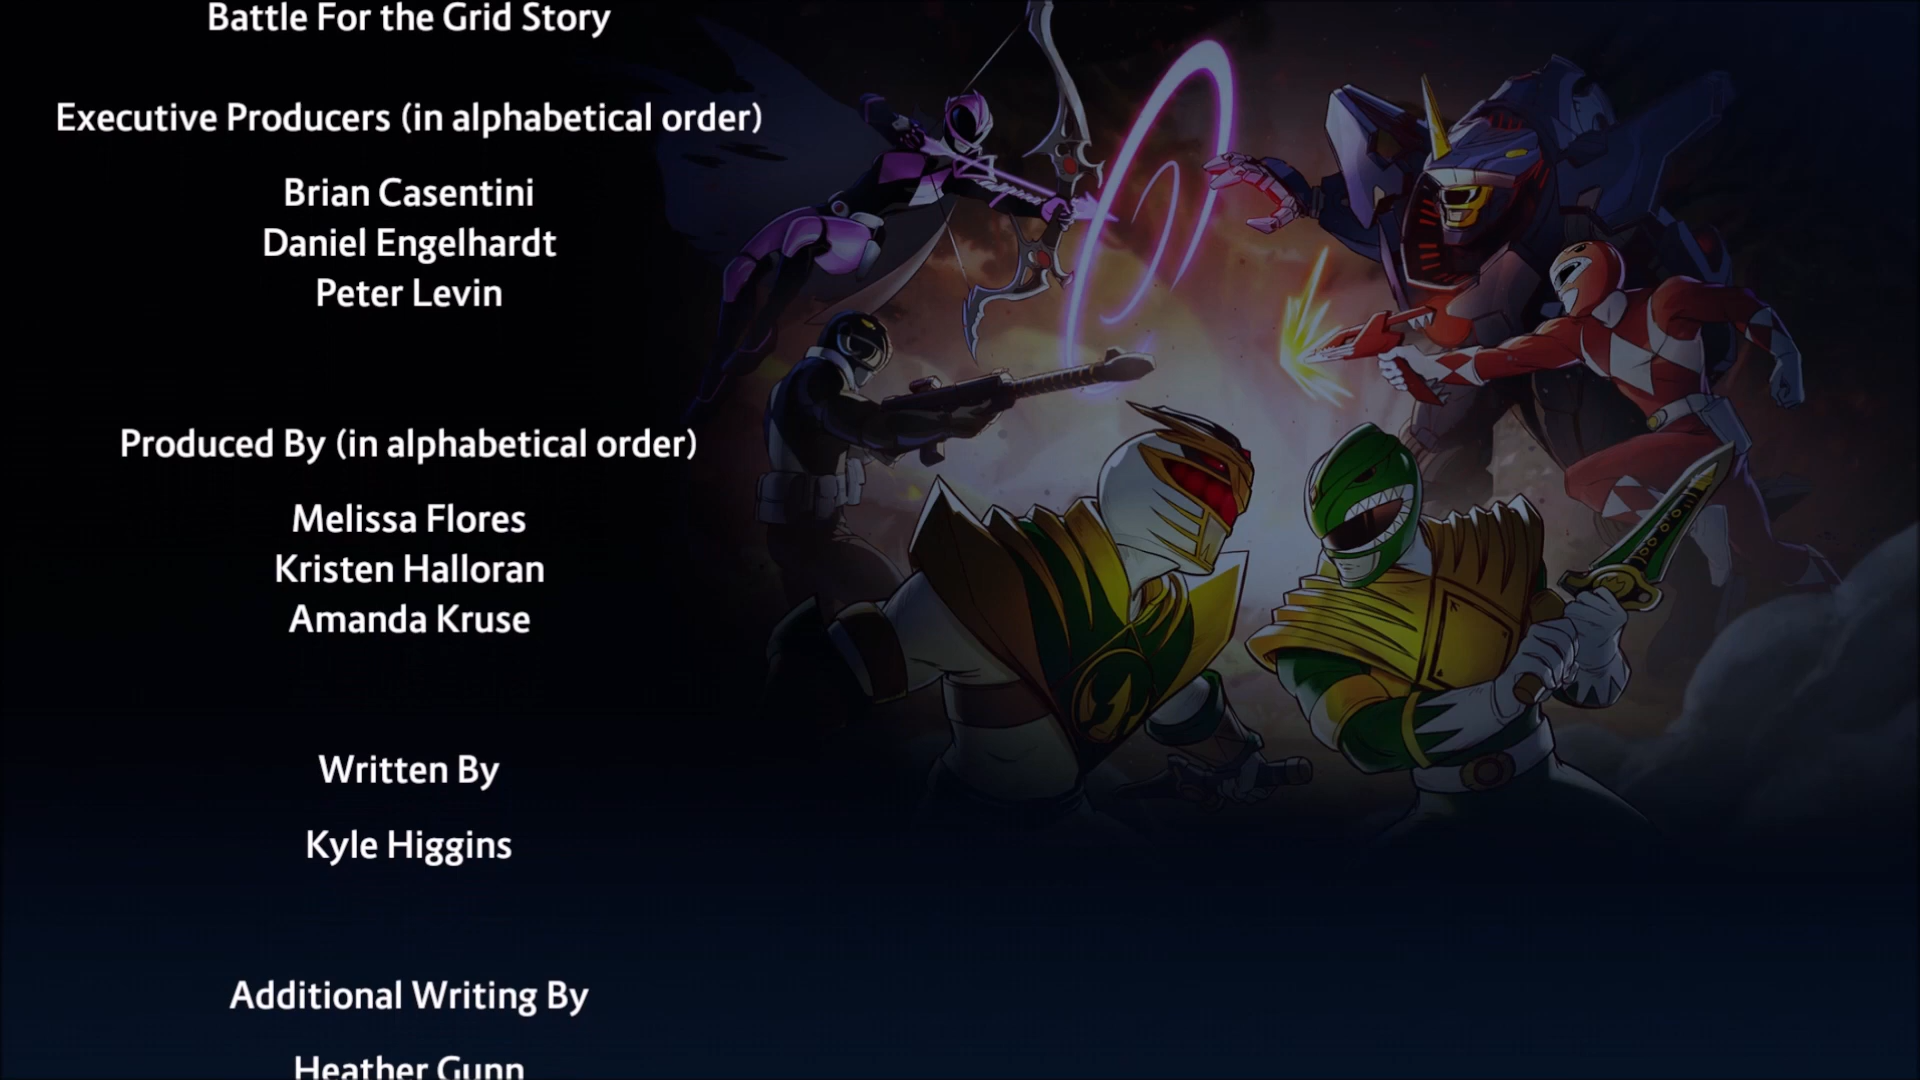 Battle For the Grid Story
Executive Producers (in alphabetical order)
Brian Casentini
Daniel Engelhardt
Peter Levin
Produced By (in alphabetical order)
Melissa Flores
Kristen Halloran
Amanda Kruse
Written By
Kyle Higgins
Additional Writing By
Heather Gunn